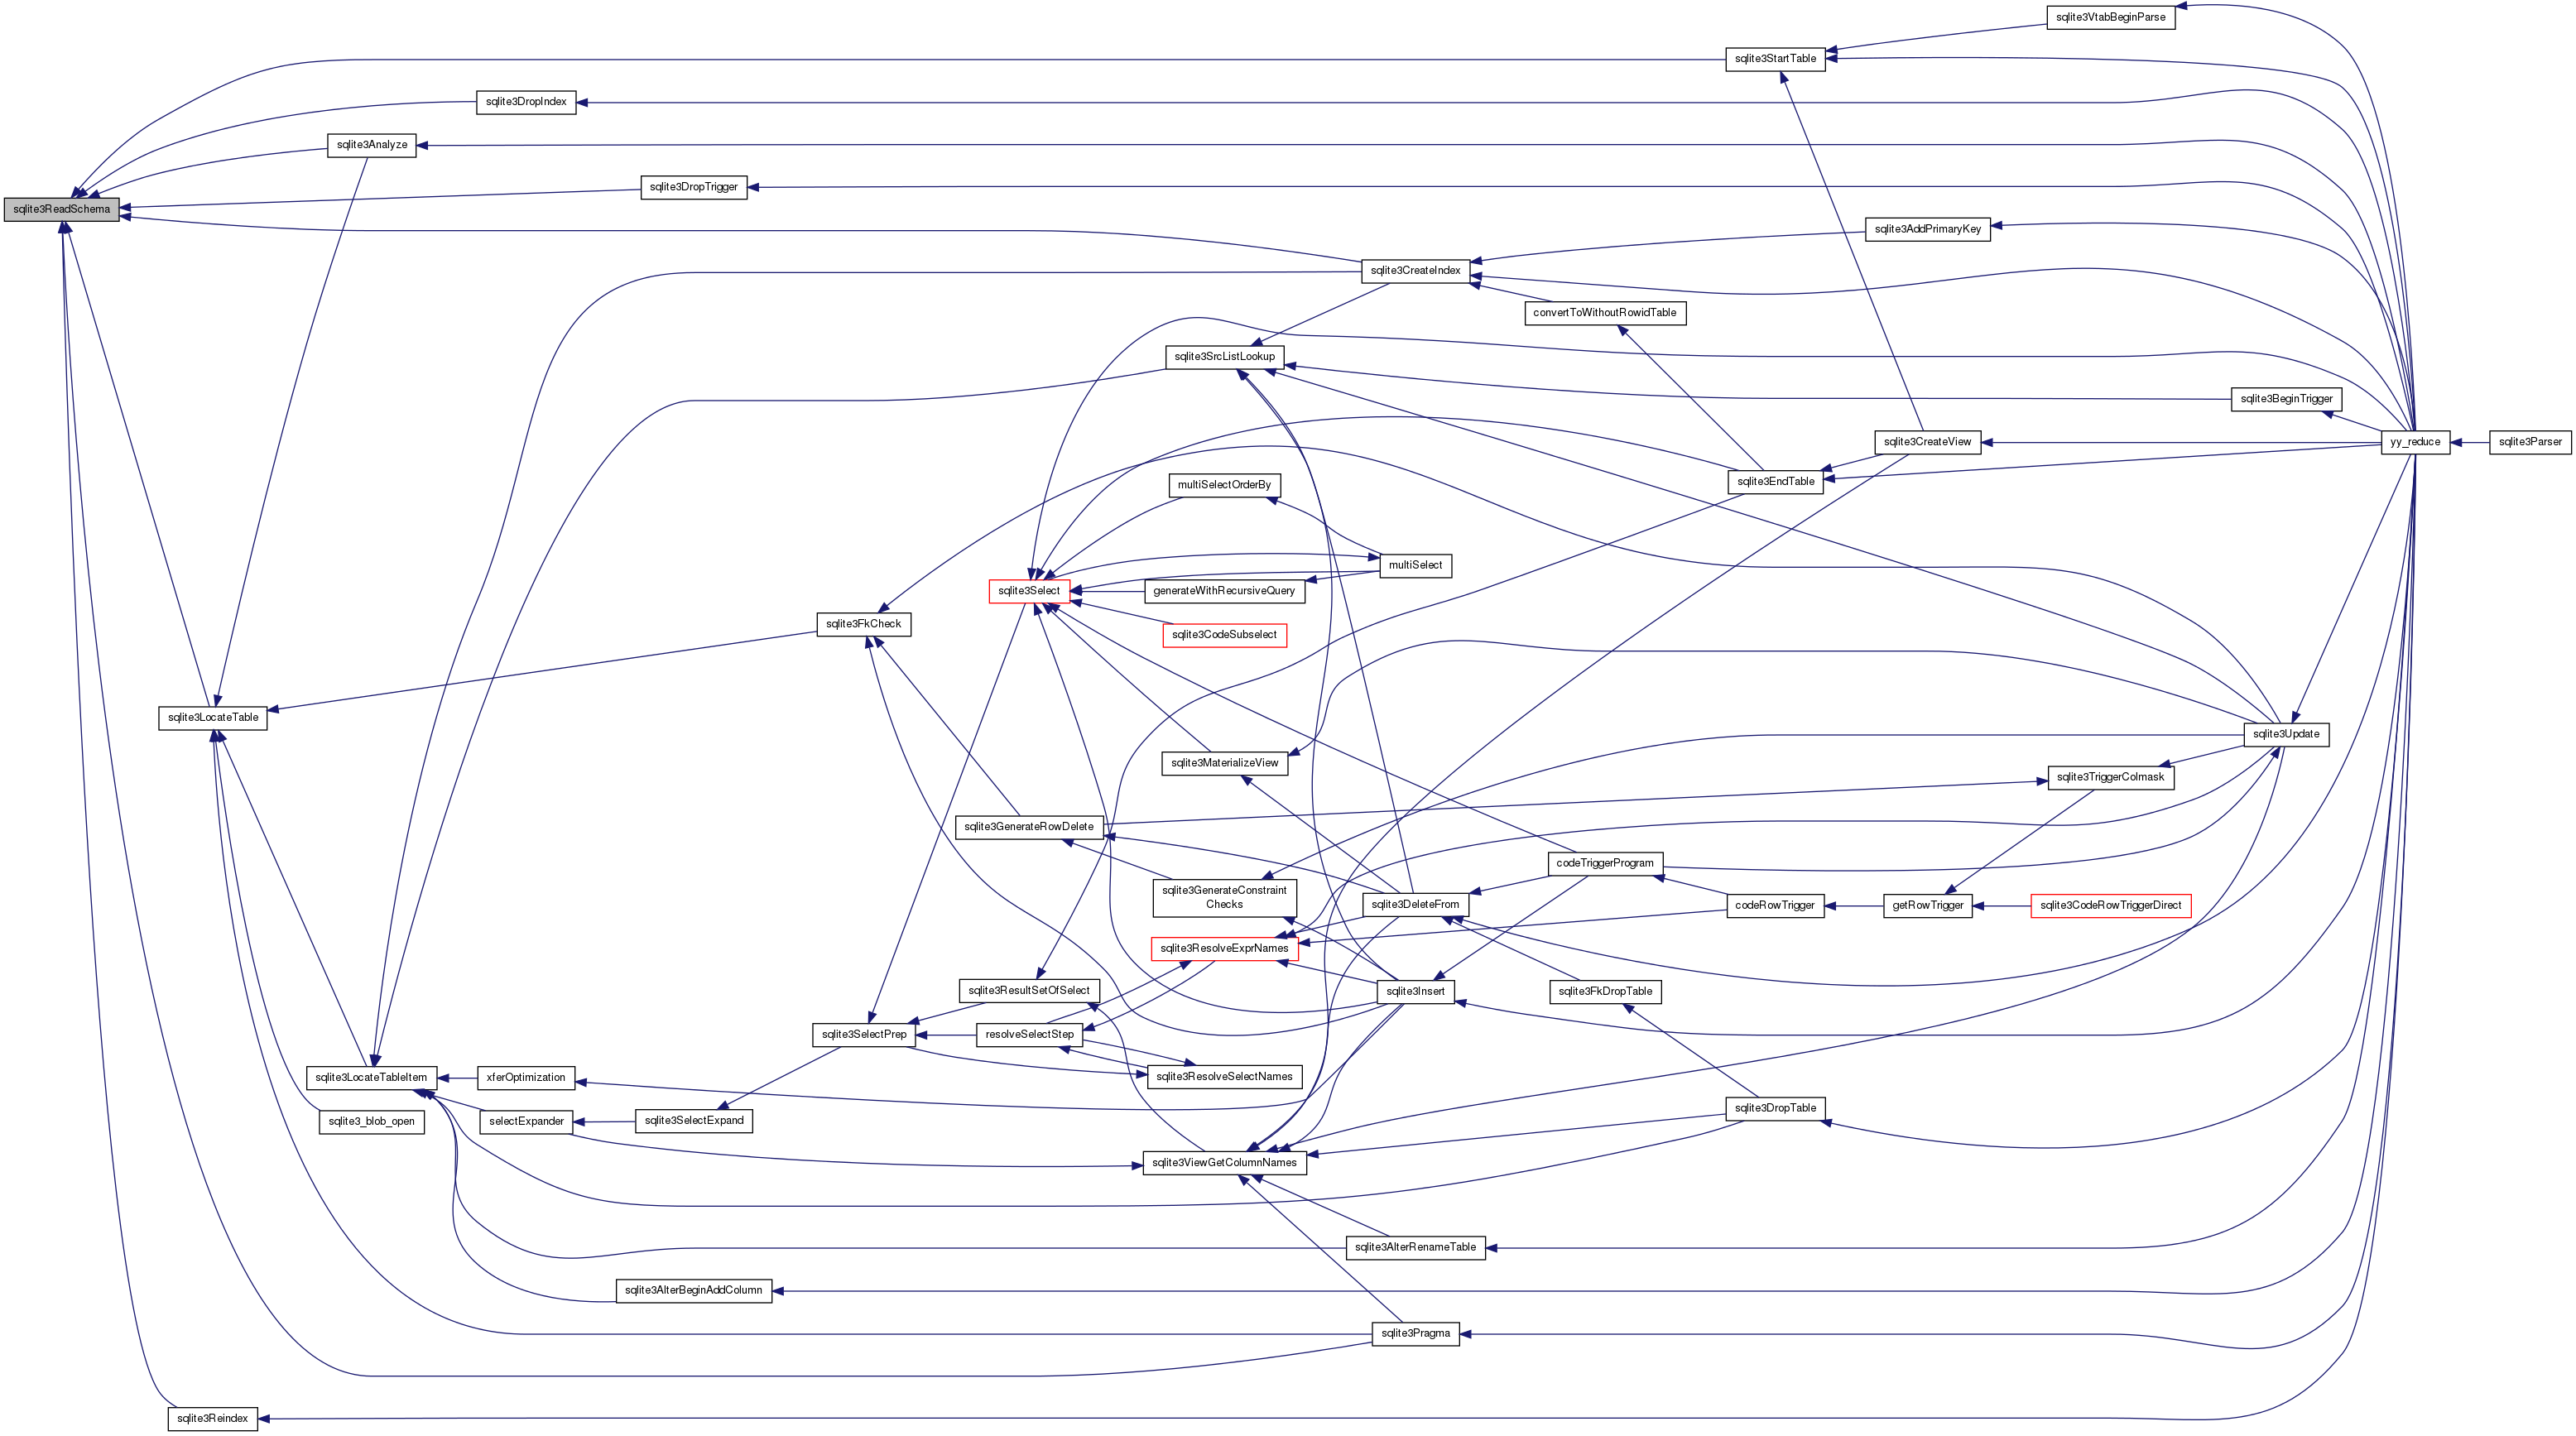 sqlite3VtabBeginParse
sqlite3StartTable
sqlite3DropIndex
sqlite3Analyze
sqlite3DropTrigger
sqlite3ReadSchema
sqlite3AddPrimaryKey
sqlite3CreateIndex
convertToWithoutRowidTable
sqlite3SrcListLookup
sqlite3BeginTrigger
sqlite3CreateView
yy_reduce
sqlite3Parser
multiSelectOrderBy
sqlite3EndTable
multiSelect
sqlite3Select
generateWithRecursiveQuery
sqlite3FkCheck
sqlite3CodeSubselect
sqlite3LocateTable
sqlite3Update
sqlite3MaterializeView
sqlite3TriggerColmask
sqlite3GenerateRowDelete
codeTriggerProgram
sqlite3GenerateConstraint
Checks
sqlite3DeleteFrom
codeRowTrigger
getRowTrigger
sqlite3CodeRowTriggerDirect
sqlite3ResolveExprNames
sqlite3ResultSetOfSelect
sqlite3Insert
sqlite3FkDropTable
sqlite3SelectPrep
resolveSelectStep
sqlite3LocateTableItem
xferOptimization
sqlite3ResolveSelectNames
sqlite3_blob_open
selectExpander
sqlite3SelectExpand
sqlite3DropTable
sqlite3ViewGetColumnNames
sqlite3AlterRenameTable
sqlite3AlterBeginAddColumn
sqlite3Pragma
sqlite3Reindex